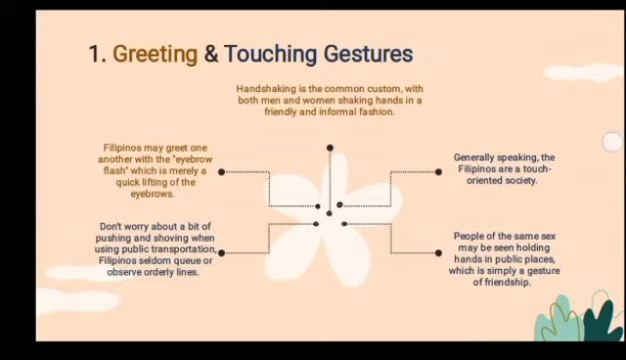 1. Greeting & Touching Gestures
Handshaking is the common custom, with
both men and women shaking hands in a
friendly and informal fashion.
Filipinos may greet one
another with the "eyebrow
flash" which is merely a
quick lifting of the
eyebrows.
Generally speaking, the
Filipinos are a touch-
oriented society.
Don't worry about a bit of
pushing and shoving when
using public transportation,
Filipinos seldom queue or
observe orderly lines.
People of the same sex
may be seen holding
hands in public places,
which is simply a gesture
of friendship.